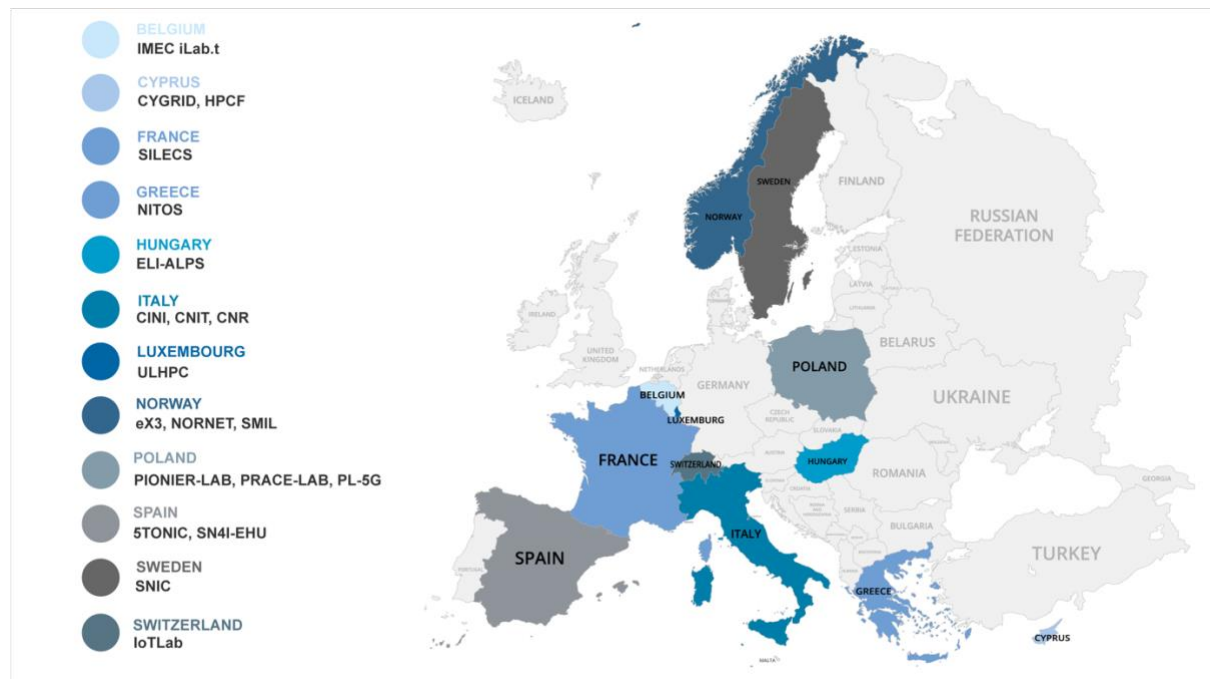 BELGIUM
IMEC iLab.t
CYPRUS
CYGRID, HPCF
FRANCE
SILECS
GREECE
NITOS
HUNGARY
ELI-ALPS
ITALY
CINI, CNIT, CNR
LUXEMBOURG
ULHPC
NORWAY
eX3, NORNET, SMIL
POLAND
PIONIER-LAB, PRACE-LAB, PL-5G
SPAIN
5TONIC, SN4I-EHU
SWEDEN
SNIC
SWITZERLAND
IoTLab
ICELAND
SWEDEN
FINLAND
NORWAY
RUSSIAN
FEDERATION
ESTONIA
LATVIA
LITHUANIA
IRELAND
UNITED
KINGDOM
BELARUS
NETHERLANDS
POLAND
GERMANY
BELGIUM
UKRAINE
LUXEMBURG
CZECH
REPUBLIC
SLOVAKIA
FRANCE
SWITZERLAND
AUSTRIA
HUNGARY
ROMANIA
GEORGIA
CROATIA
SERBIA
ITALY
BULGARIA
SPAIN
PORTUGAL
TURKEY
GREECE
CYPRUS
MALTA